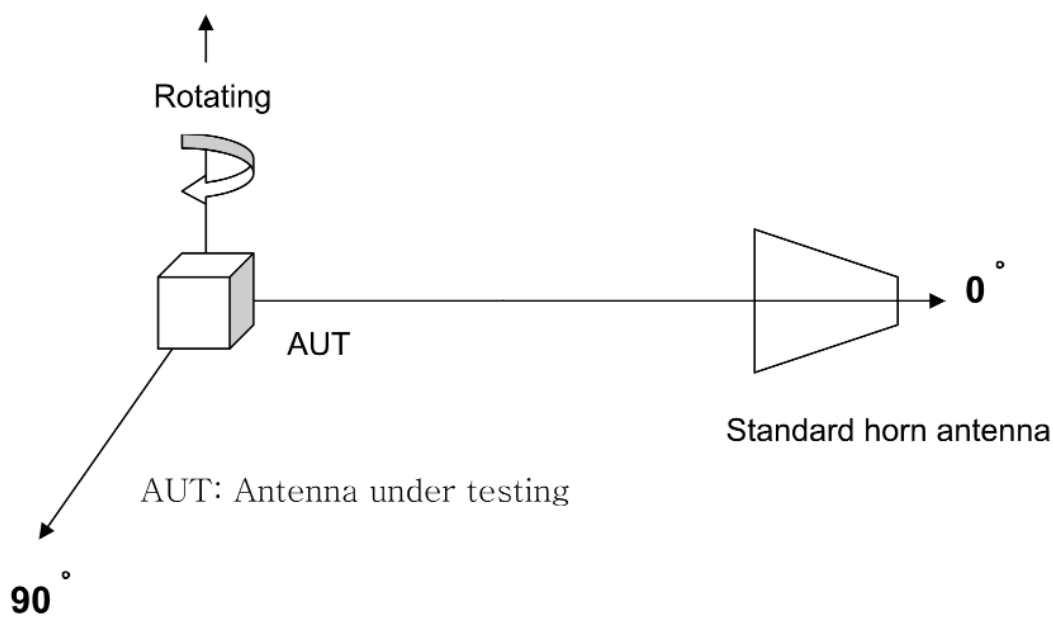 Rotating
0°
AUT
Standard horn antenna
AUT: Antenna under testing
90°